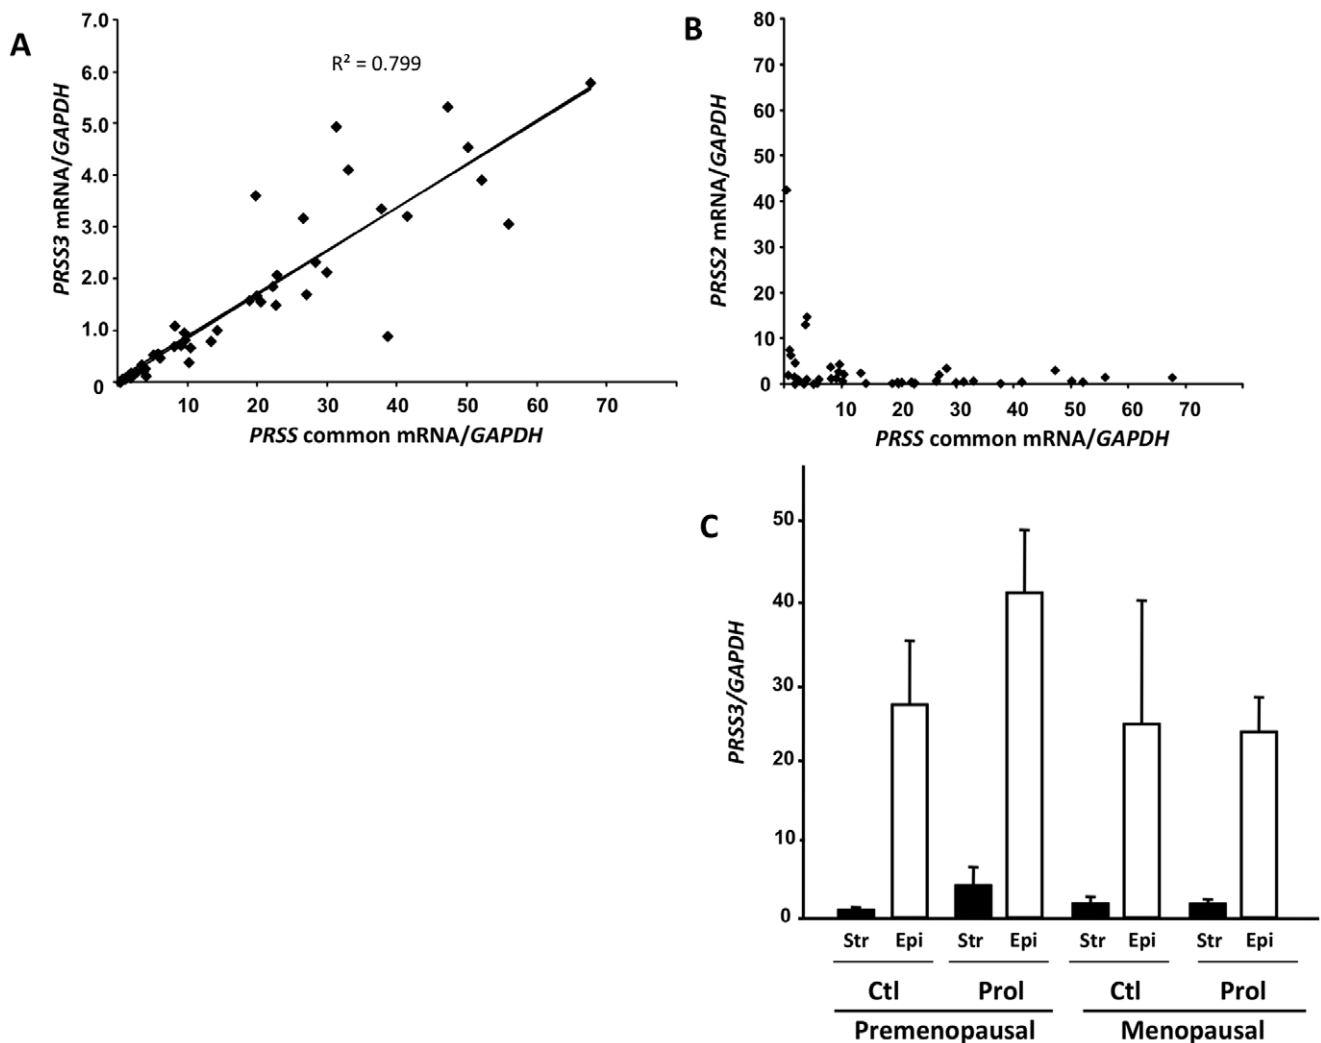 A
R² = 0.799
PRSS3 mRNA/GAPDH
7.0
6.0
5.0
4.0
3.0
2.0
1.0
0
10 20 30 40 50 60 70
PRSS common mRNA/GAPDH
B
PRSS2 mRNA/GAPDH
80
70
60
50
40
30
20
10
0
10 20 30 40 50 60 70
PRSS common mRNA/GAPDH
C
PRSS3/GAPDH
50
40
30
20
10
0
Str Epi Str Epi Str Epi Str Epi
Ctl Prol Ctl Prol
Premenopausal Menopausal